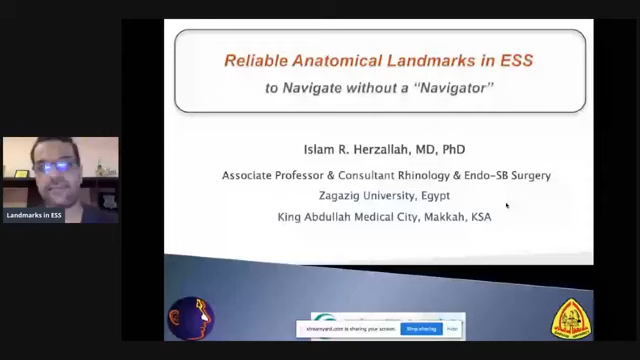 Reliable Anatomical Landmarks in ESS
to Navigate without a “Navigator”
Islam R. Herzallah, MD, PhD
Associate Professor & Consultant Rhinology & Endo-SB Surgery
Zagazig University, Egypt
King Abdullah Medical City, Makkah, KSA
Landmarks in ESS
streamyard.com is sharing your screen.
Stop sharing
Hide